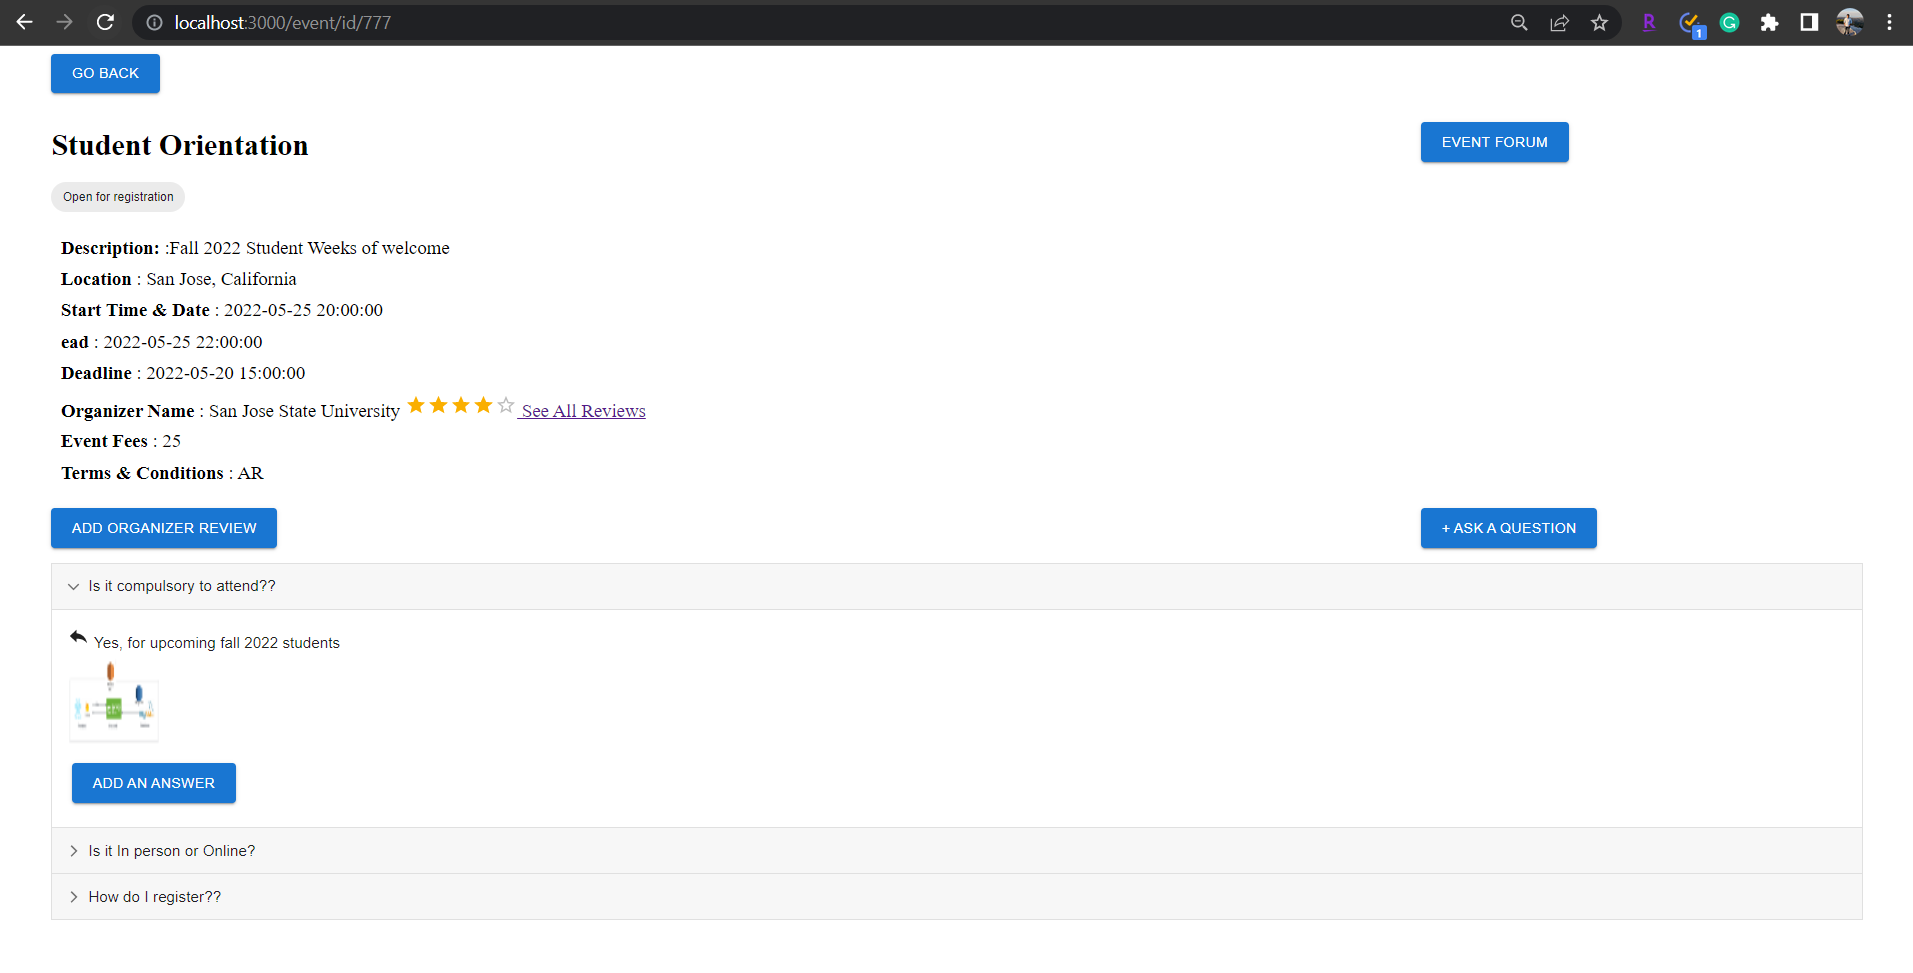 localhost:3000/event/id/777
1
GO BACK
Student Orientation
EVENT FORUM
Open for registration
Description: :Fall 2022 Student Weeks of welcome
Location : San Jose, California
Start Time & Date : 2022-05-25 20:00:00
ead : 2022-05-25 22:00:00
Deadline : 2022-05-20 15:00:00
Organizer Name : San Jose State University See All Reviews
Event Fees : 25
Terms & Conditions : AR
ADD ORGANIZER REVIEW
+ ASK A QUESTION
Is it compulsory to attend??
Yes, for upcoming fall 2022 students
ADD AN ANSWER
Is it In person or Online?
How do I register??